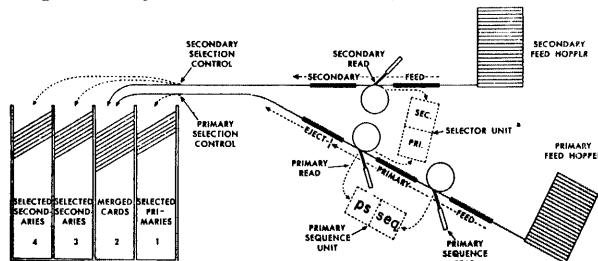 SECONDARY
SELECTION
CONTROL
SECONDARY
READ
SECONDARY
FEED HOPPER
SECONDARY
FEED
SEC.
PRI.
SELECTOR UNIT
PRIMARY
SELECTION
CONTROL
EJECT
PRIMARY
READ
PRIMARY
FEED
PRIMARY
FEED HOPPER
ps
seq
PRIMARY
SEQUENCE
UNIT
PRIMARY
SEQUENCE
SELECTED
SECOND-
ARIES
4
SELECTED
SECOND-
ARIES
3
MERGED
CARDS
2
SELECTED
PRI-
MARIES
1